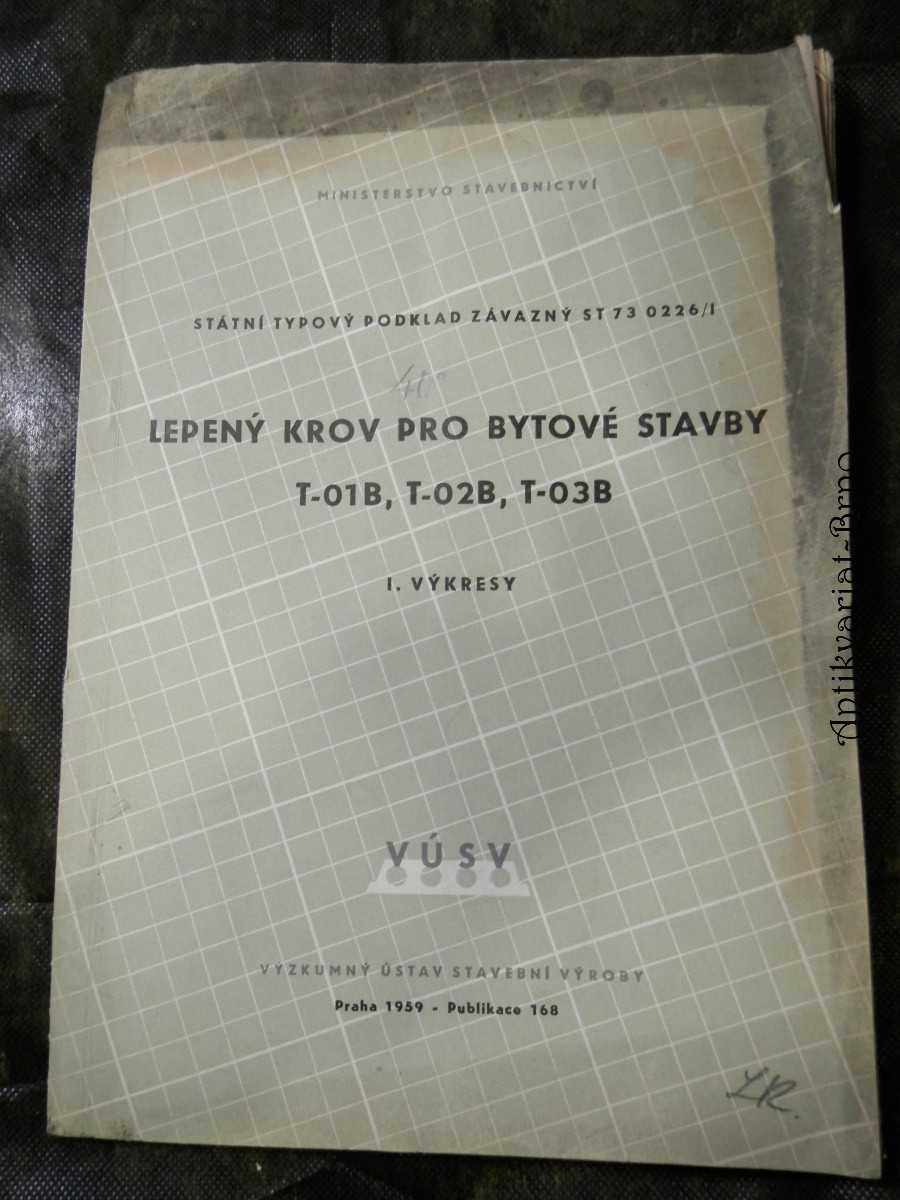 MINISTERSTVO STAVEBNICTVÍ
STÁTNÍ TYPOVÝ PODKLAD ZÁVAZNÝ ST 73 0226/I
LEPENÝ KROV PRO BYTOVÉ STAVBY
T-01B, T-02B, T-03B
I. VÝKRESY
VÚSV
VÝZKUMNÝ ÚSTAV STAVEBNÍ VÝROBY
Praha 1959 - Publikace 168
Antikvariat-Brno